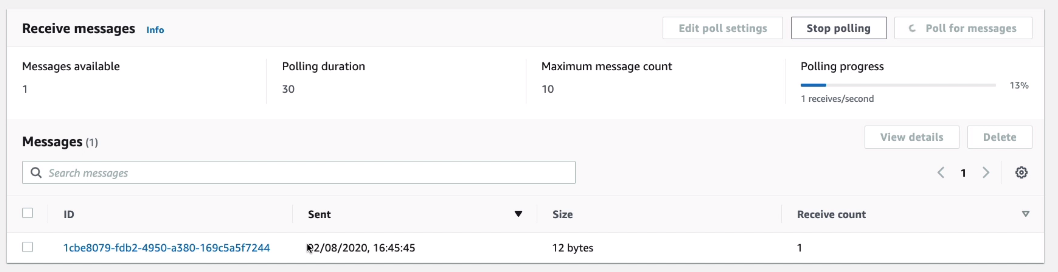 Receive messages Info Edit poll settings Stop polling Poll for messages
Messages available Polling duration Maximum message count Polling progress
1 30 10 13%
1 receives/second
Messages (1) View details Delete
Search messages 1
ID Sent Size Receive count
1cbe8079-fdb2-4950-a380-169c5a5f7244 02/08/2020, 16:45:45 12 bytes 1